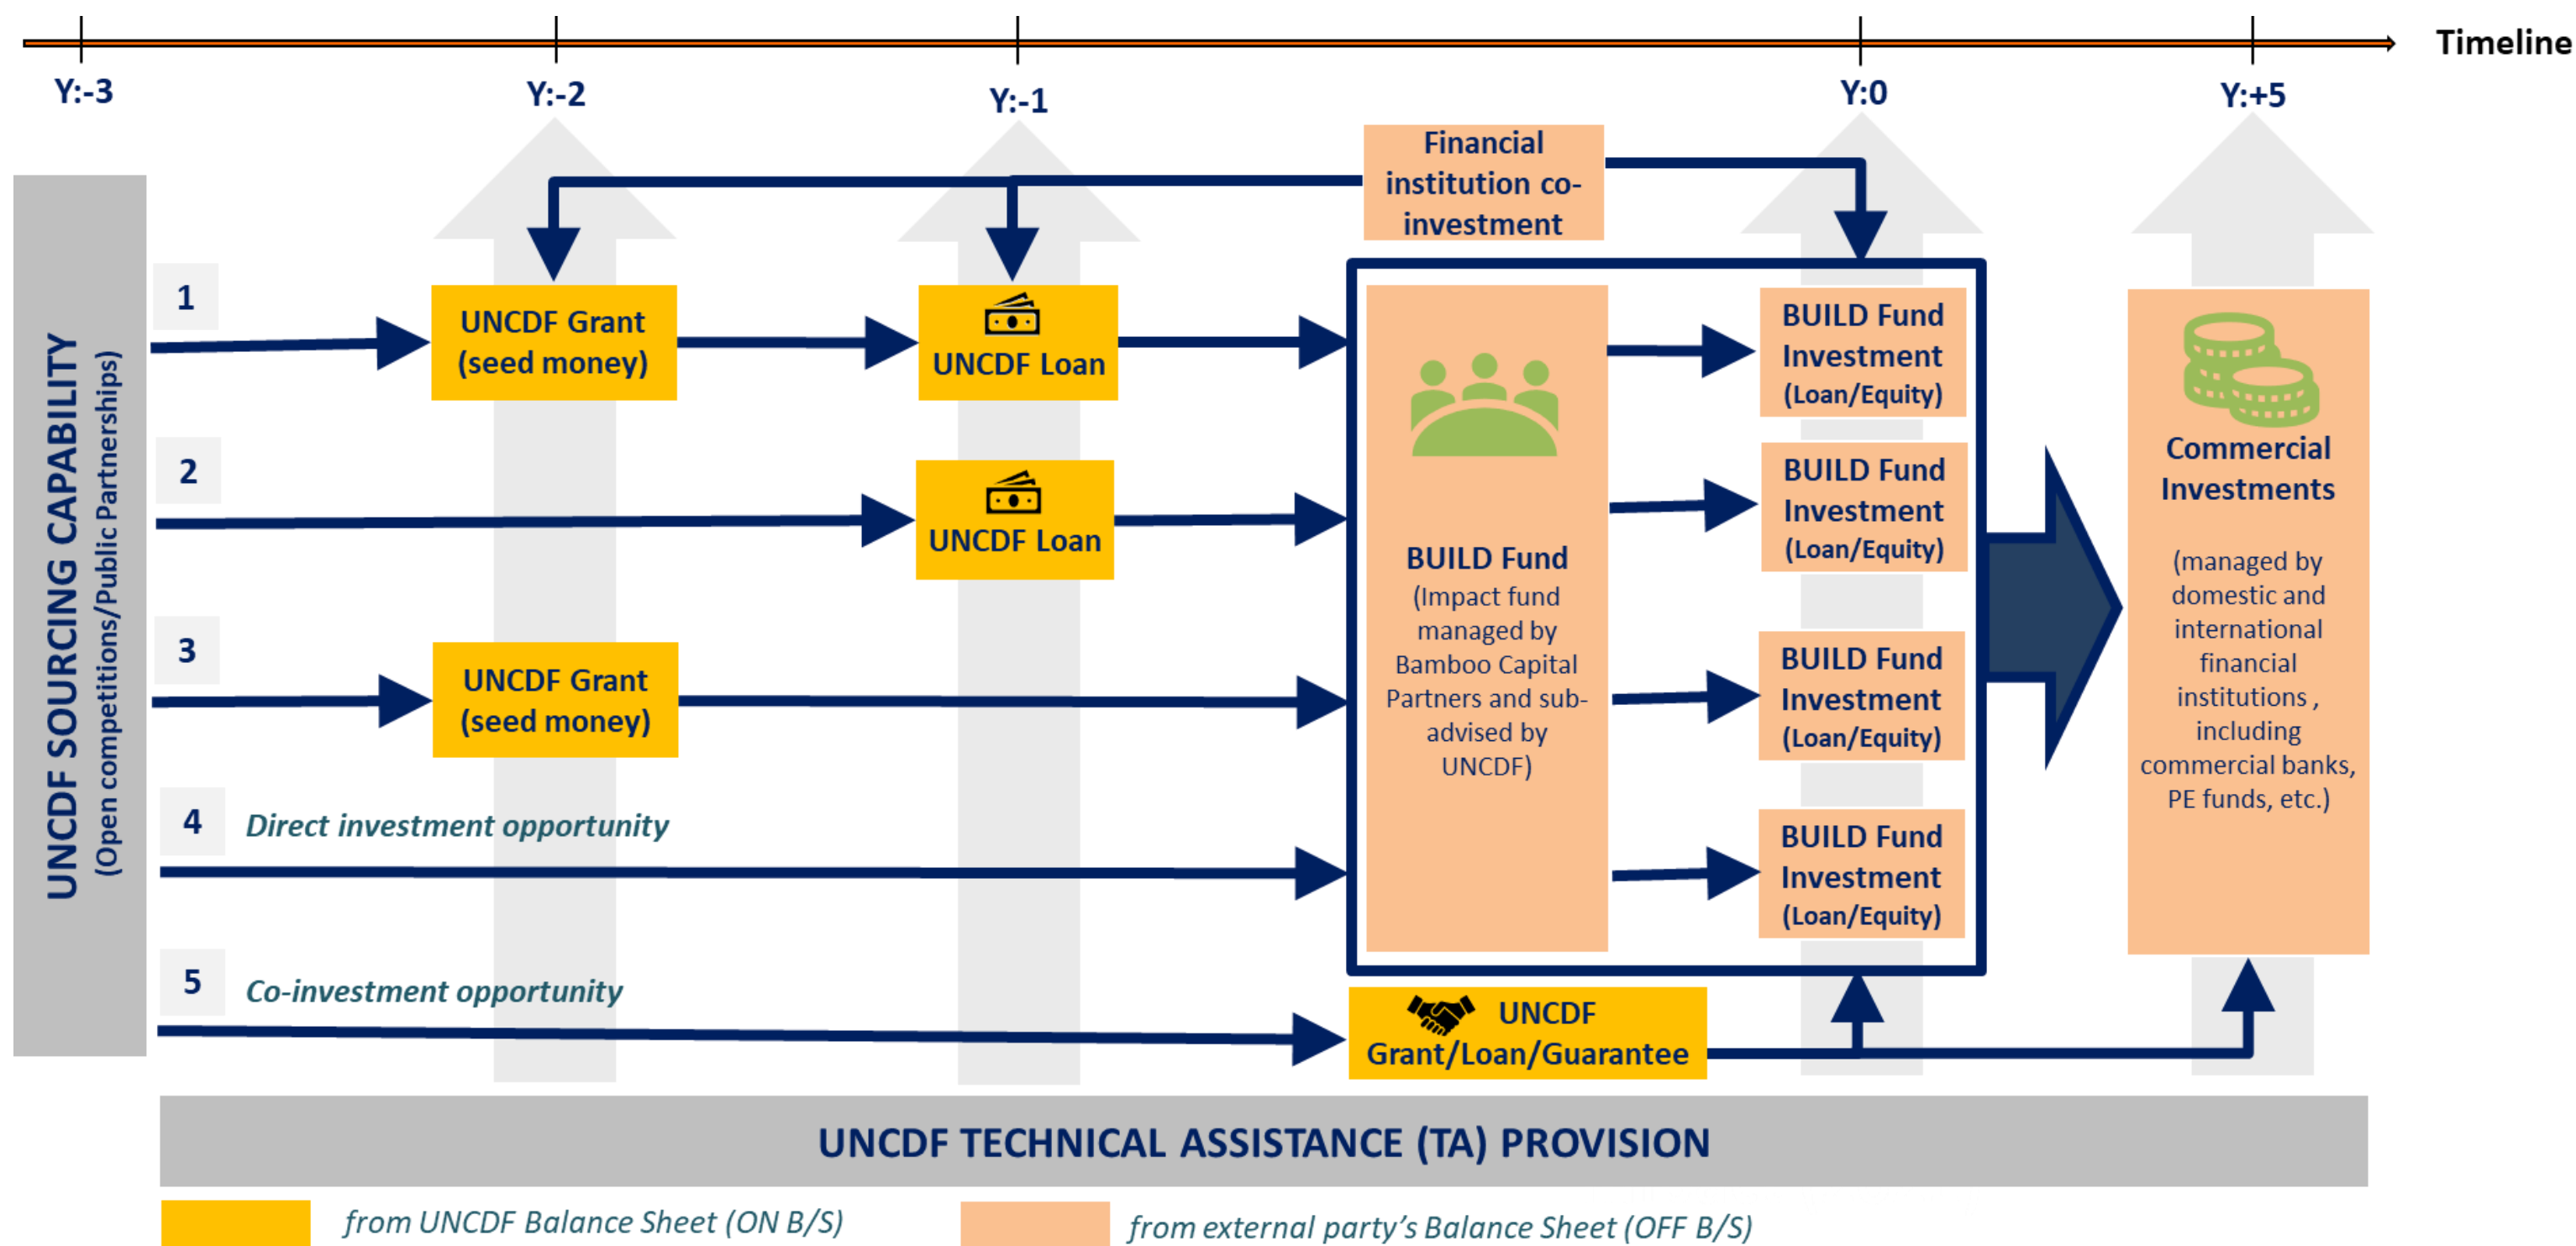 Timeline
Y:-3
Y:-2
Y:-1
Y:0
Y:+5
Financial
institution co-
investment
UNCDF SOURCING CAPABILITY
(Open competitions/Public Partnerships)
1
UNCDF Grant
(seed money)
UNCDF Loan
2
UNCDF Loan
3
UNCDF Grant
(seed money)
4
Direct investment opportunity
5
Co-investment opportunity
BUILD Fund
(Impact fund
managed by
Bamboo Capital
Partners and sub-
advised by
UNCDF)
BUILD Fund
Investment
(Loan/Equity)
BUILD Fund
Investment
(Loan/Equity)
BUILD Fund
Investment
(Loan/Equity)
BUILD Fund
Investment
(Loan/Equity)
Commercial
Investments
(managed by
domestic and
international
financial
institutions ,
including
commercial banks,
PE funds, etc.)
UNCDF
Grant/Loan/Guarantee
UNCDF TECHNICAL ASSISTANCE (TA) PROVISION
from UNCDF Balance Sheet (ON B/S)
from external party's Balance Sheet (OFF B/S)